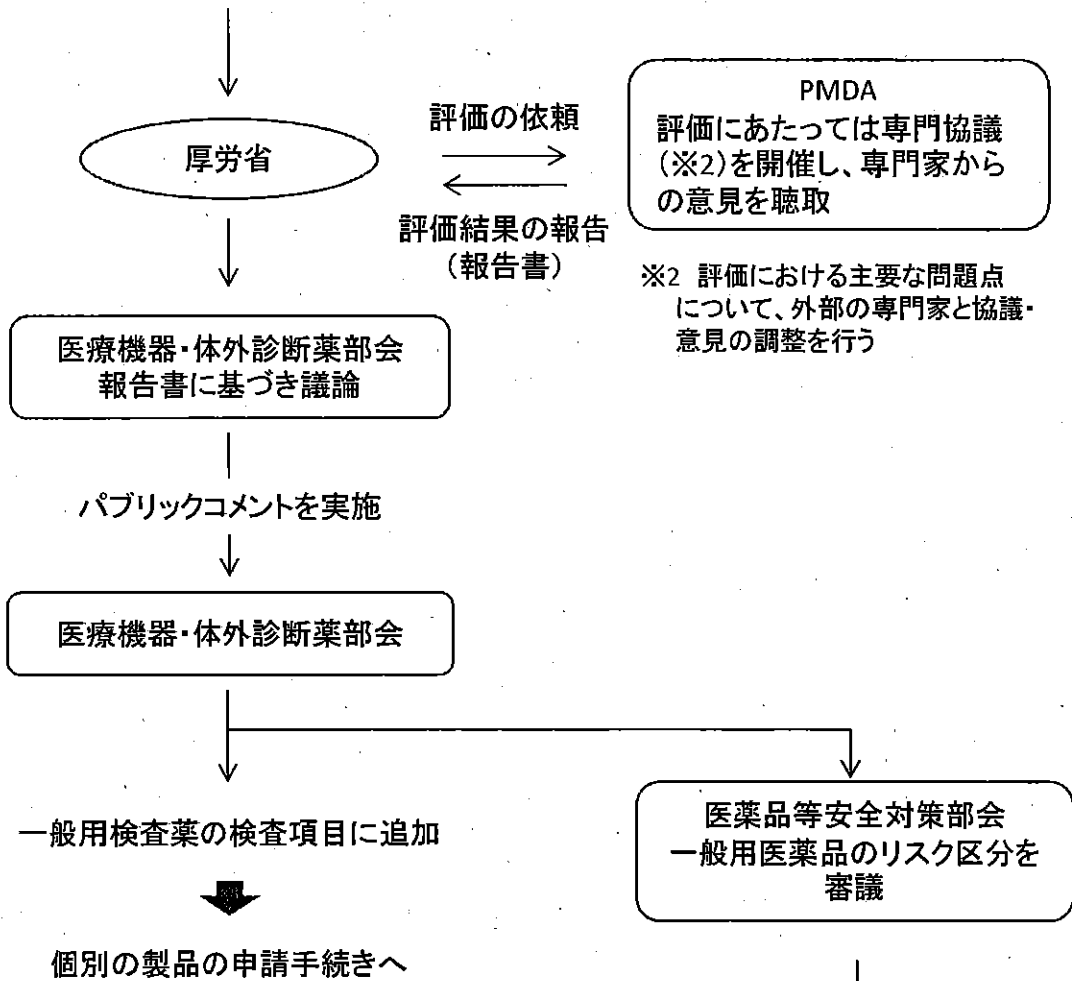 厚労省
評価の依頼
評価結果の報告
（報告書）
PMDA
評価にあたっては専門協議
（※2）を開催し、専門家から
の意見を聴取
※2 評価における主要な問題点
について、外部の専門家と協議・
意見の調整を行う
医療機器・体外診断薬部会
報告書に基づき議論
パブリックコメントを実施
医療機器・体外診断薬部会
一般用検査薬の検査項目に追加
個別の製品の申請手続きへ
医薬品等安全対策部会
一般用医薬品のリスク区分を
審議